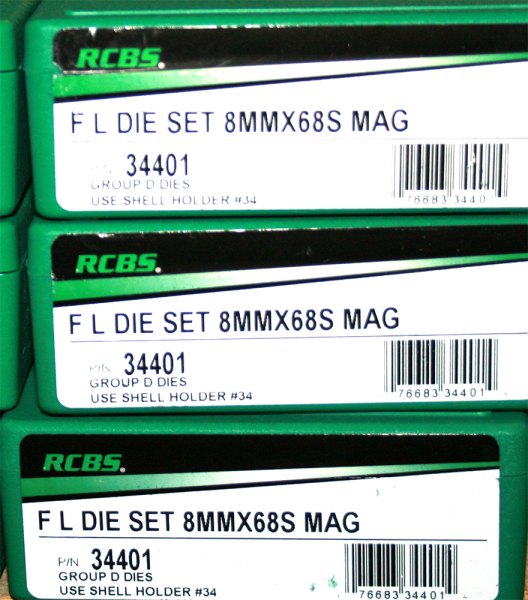 RCBS.
F L DIE SET 8MMX68S MAG
P/N 34401
GROUP D DIES
USE SHELL HOLDER #34
76683 34401
RCBS.
F L DIE SET 8MMX68S MAG
P/N 34401
GROUP D DIES
USE SHELL HOLDER #34
76683 34401
RCBS.
F L DIE SET 8MMX68S MAG
P/N 34401
GROUP D DIES
USE SHELL HOLDER #34
76683 34401